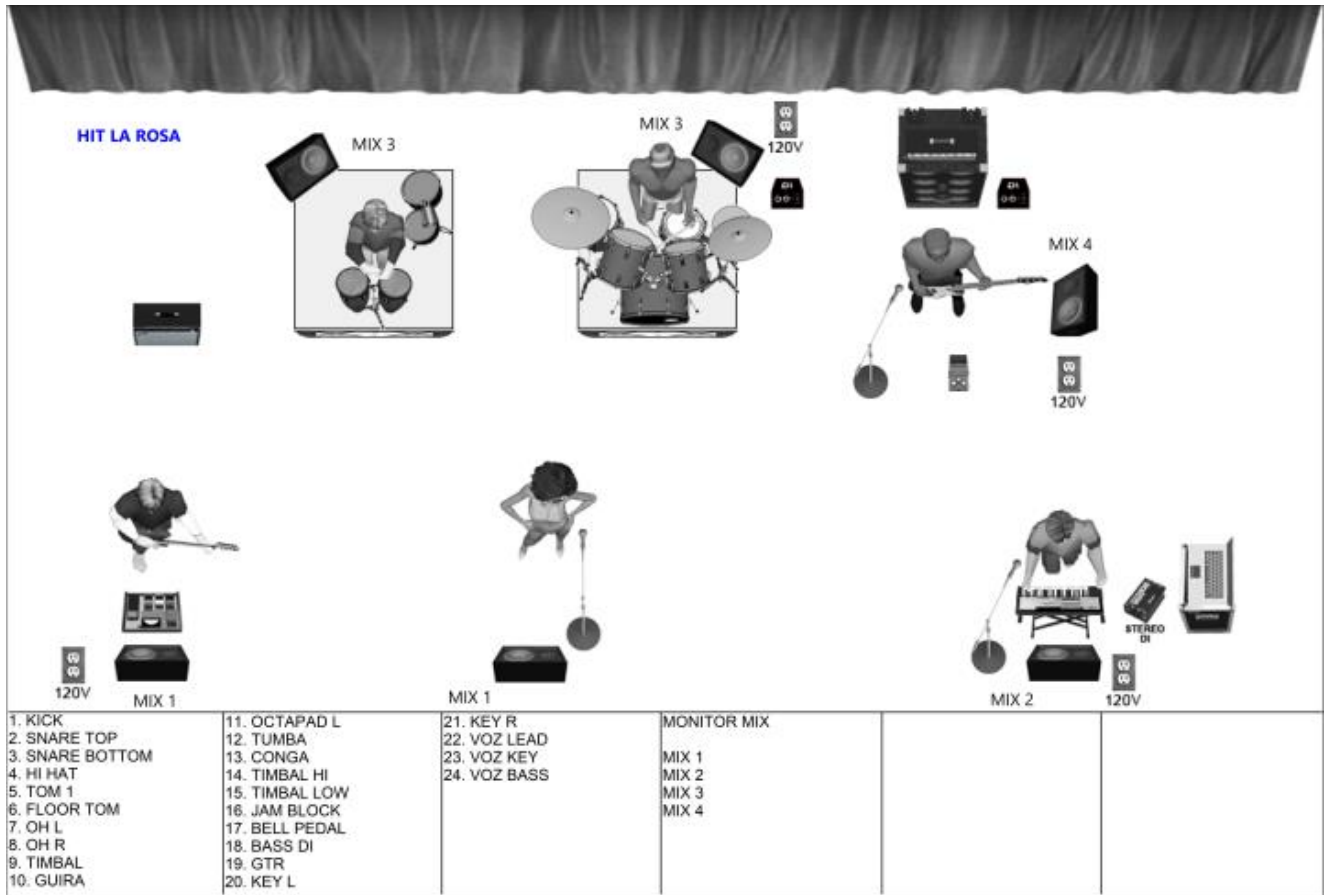 HIT LA ROSA
MIX 3
MIX 3
120V
DI
DI
MIX 4
120V
STEREO
DI
120V
MIX 1
MIX 1
MIX 2
120V
1. KICK
2. SNARE TOP
3. SNARE BOTTOM
4. HI HAT
5. TOM 1
6. FLOOR TOM
7. OH L
8. OH R
9. TIMBAL
10. GUIRA
11. OCTAPAD L
12. TUMBA
13. CONGA
14. TIMBAL HI
15. TIMBAL LOW
16. JAM BLOCK
17. BELL PEDAL
18. BASS DI
19. GTR
20. KEY L
21. KEY R
22. VOZ LEAD
23. VOZ KEY
24. VOZ BASS
MONITOR MIX
MIX 1
MIX 2
MIX 3
MIX 4